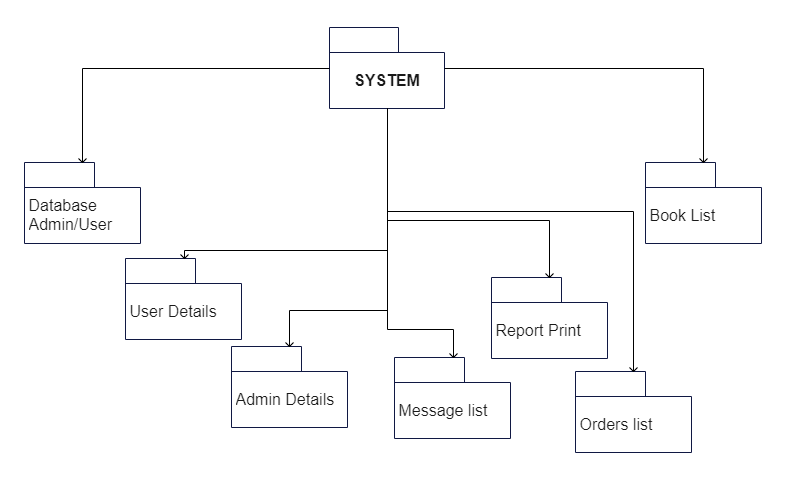 SYSTEM
Database
Admin/User
Book List
User Details
Report Print
Admin Details
Message list
Orders list